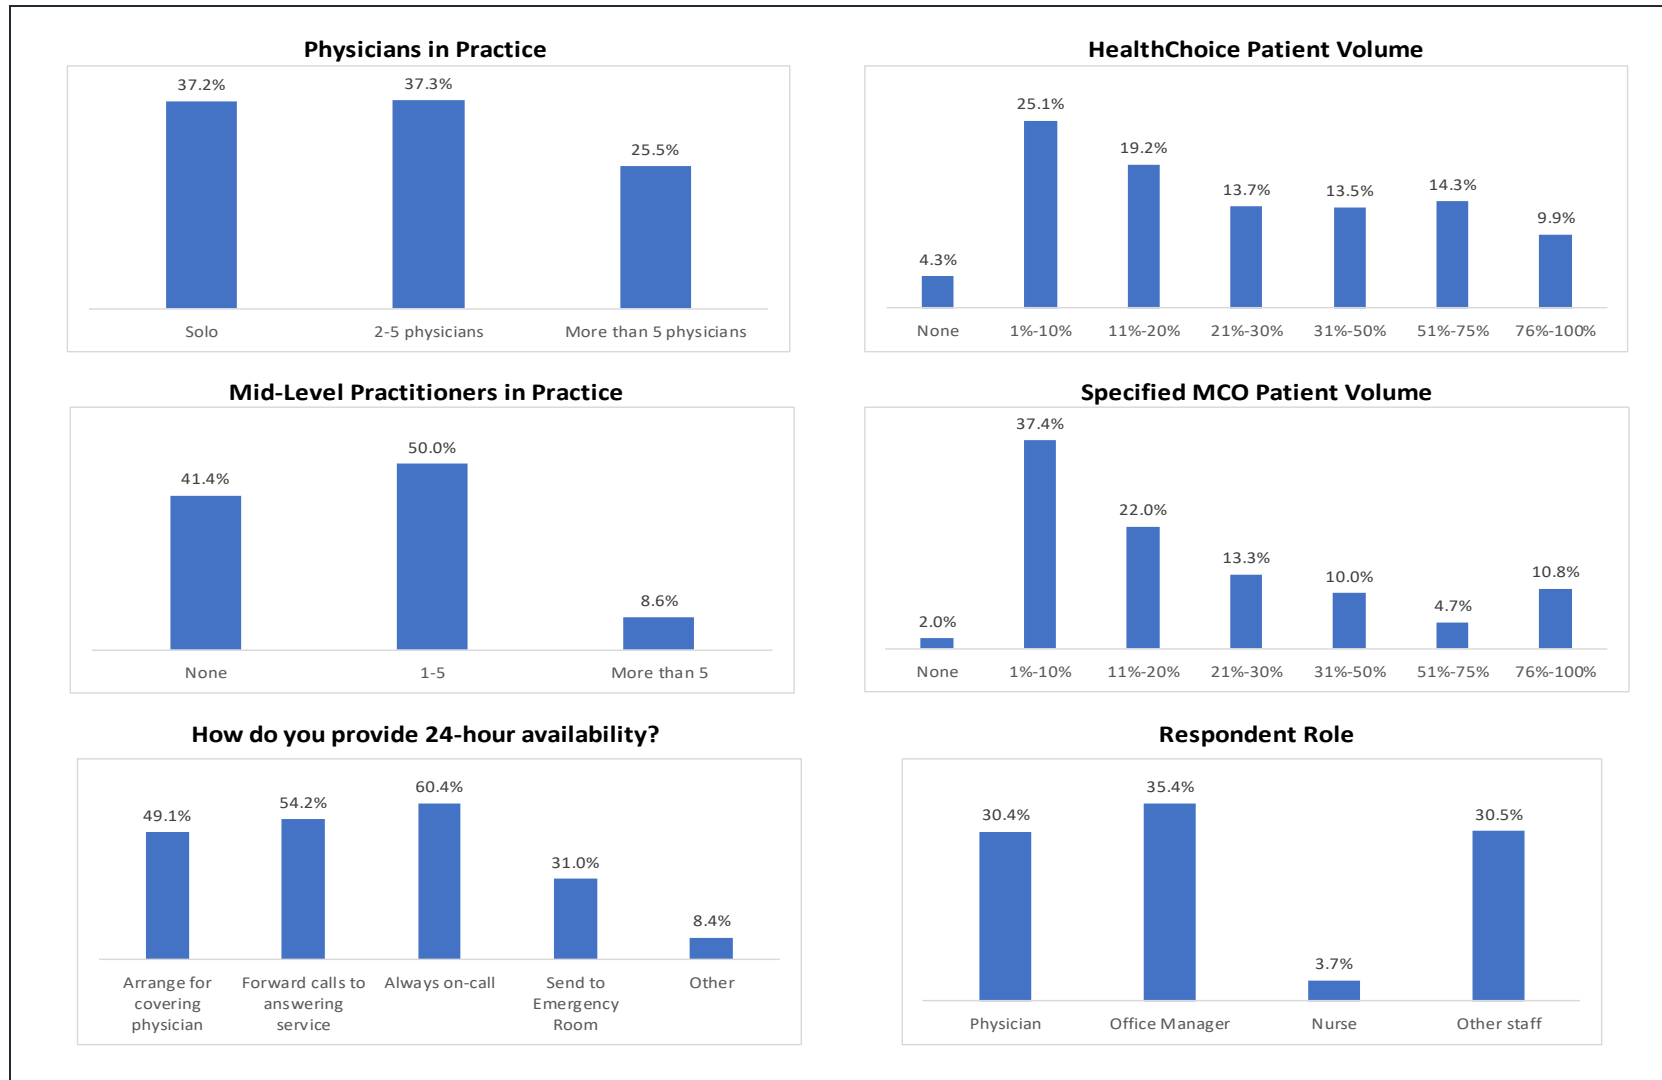 Physicians in Practice
37.2%
37.3%
25.5%
Solo
2-5 physicians
More than 5 physicians
HealthChoice Patient Volume
4.3%
25.1%
19.2%
13.7%
13.5%
14.3%
9.9%
None
1%-10%
11%-20%
21%-30%
31%-50%
51%-75%
76%-100%
Mid-Level Practitioners in Practice
41.4%
50.0%
8.6%
None
1-5
More than 5
Specified MCO Patient Volume
2.0%
37.4%
22.0%
13.3%
10.0%
4.7%
10.8%
None
1%-10%
11%-20%
21%-30%
31%-50%
51%-75%
76%-100%
How do you provide 24-hour availability?
49.1%
54.2%
60.4%
31.0%
8.4%
Arrange for
covering
physician
Forward calls to
answering
service
Always on-call
Send to
Emergency
Room
Other
Respondent Role
30.4%
35.4%
3.7%
30.5%
Physician
Office Manager
Nurse
Other staff